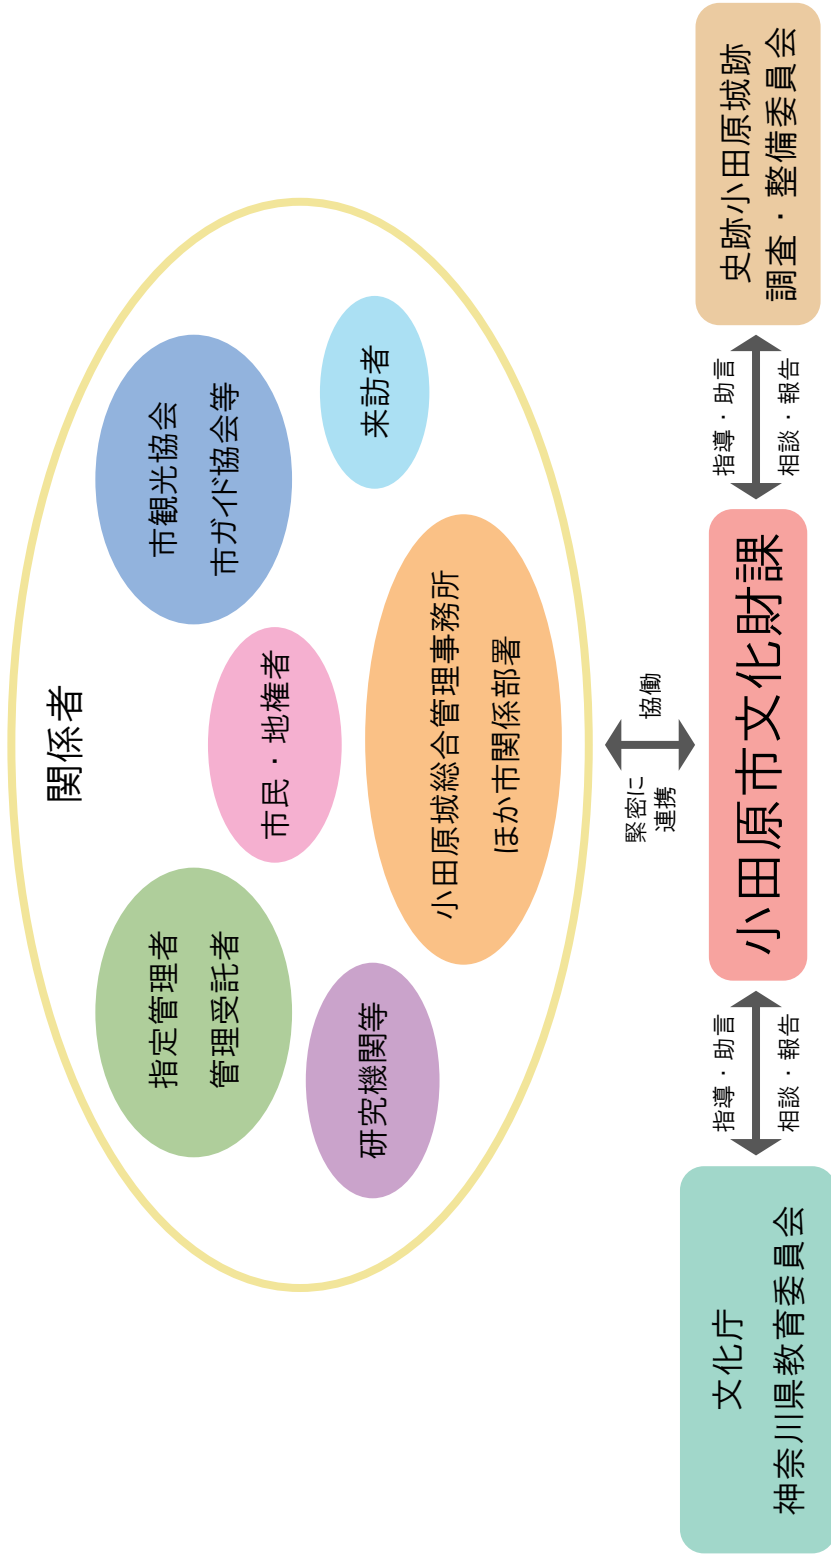 関係者
指定管理者
管理受託者
市民・地権者
市観光協会
市ガイド協会等
研究機関等
小田原城総合管理事務所
ほか市関係部署
来訪者
緊密に
連携
協働
文化庁
神奈川県教育委員会
指導・助言
相談・報告
小田原市文化財課
指導・助言
相談・報告
史跡小田原城跡
調査・整備委員会